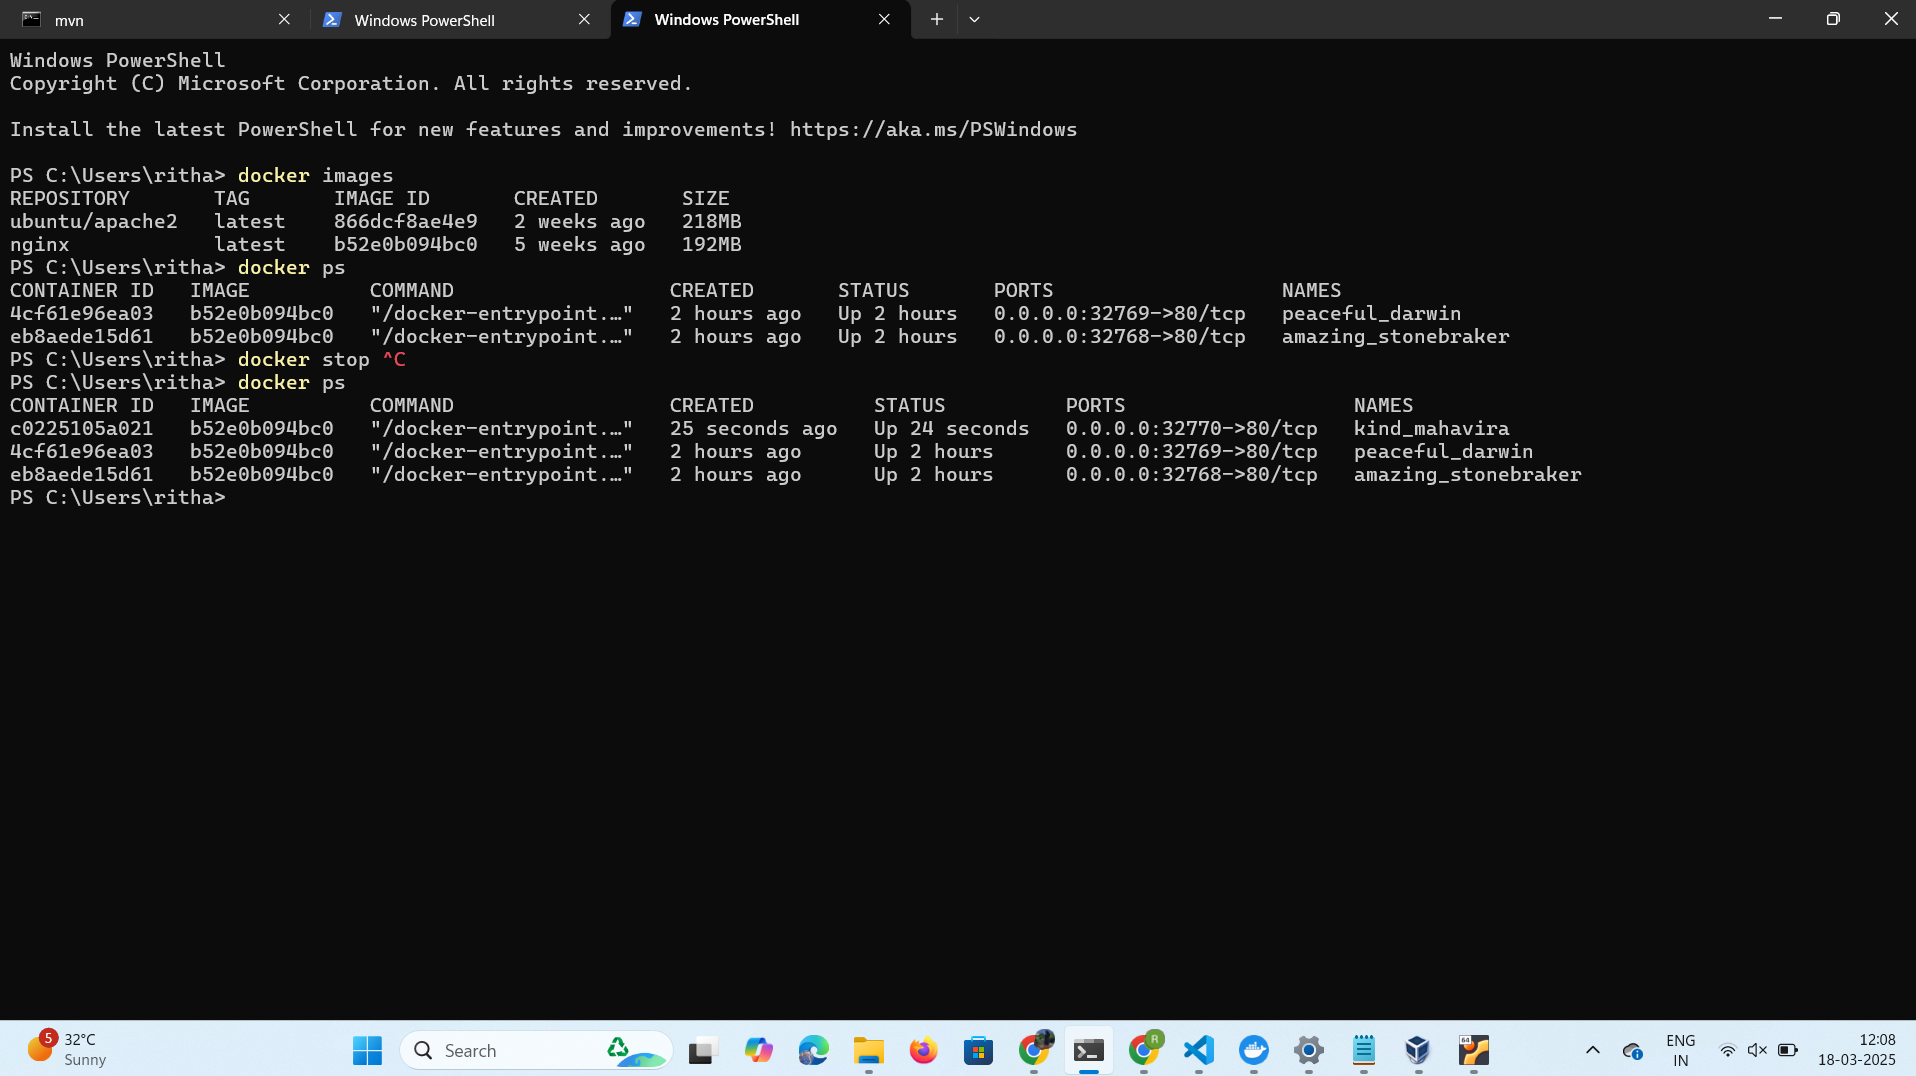 mvn
Windows PowerShell
Windows PowerShell
Windows PowerShell
Copyright (C) Microsoft Corporation. All rights reserved.
Install the latest PowerShell for new features and improvements! https://aka.ms/PSWindows
PS C:\Users\ritha> docker images
REPOSITORY TAG IMAGE ID CREATED SIZE
ubuntu/apache2 latest 866dcf8ae4e9 2 weeks ago 218MB
nginx latest b52e0b094bc0 5 weeks ago 192MB
PS C:\Users\ritha> docker ps
CONTAINER ID IMAGE COMMAND CREATED STATUS PORTS NAMES
4cf61e96ea03 b52e0b094bc0 "/docker-entrypoint.…" 2 hours ago Up 2 hours 0.0.0.0:32769->80/tcp peaceful_darwin
eb8aede15d61 b52e0b094bc0 "/docker-entrypoint.…" 2 hours ago Up 2 hours 0.0.0.0:32768->80/tcp amazing_stonebraker
PS C:\Users\ritha> docker stop ^C
PS C:\Users\ritha> docker ps
CONTAINER ID IMAGE COMMAND CREATED STATUS PORTS NAMES
c0225105a021 b52e0b094bc0 "/docker-entrypoint.…" 25 seconds ago Up 24 seconds 0.0.0.0:32770->80/tcp kind_mahavira
4cf61e96ea03 b52e0b094bc0 "/docker-entrypoint.…" 2 hours ago Up 2 hours 0.0.0.0:32769->80/tcp peaceful_darwin
eb8aede15d61 b52e0b094bc0 "/docker-entrypoint.…" 2 hours ago Up 2 hours 0.0.0.0:32768->80/tcp amazing_stonebraker
PS C:\Users\ritha>
5
32°C
Sunny
Search
R
64
ENG
IN
12:08
18-03-2025